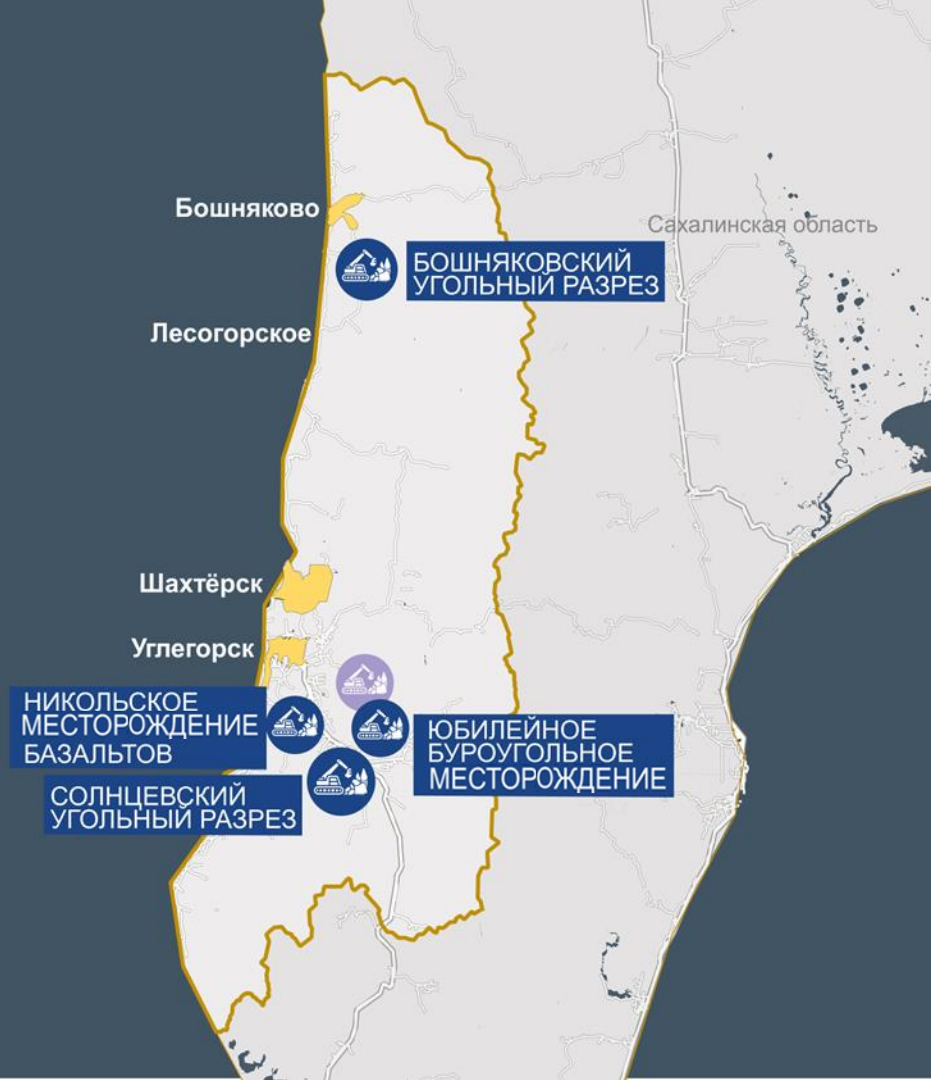 Бошняково
Сахалинская область
БОШНЯКОВСКИЙ
УГОЛЬНЫЙ РАЗРЕЗ
Лесогорское
Шахтёрск
Углегорск
НИКОЛЬСКОЕ
МЕСТОРОЖДЕНИЕ
БАЗАЛЬТОВ
ЮБИЛЕЙНОЕ
БУРОУГОЛЬНОЕ
МЕСТОРОЖДЕНИЕ
СОЛНЦЕВСКИЙ
УГОЛЬНЫЙ РАЗРЕЗ